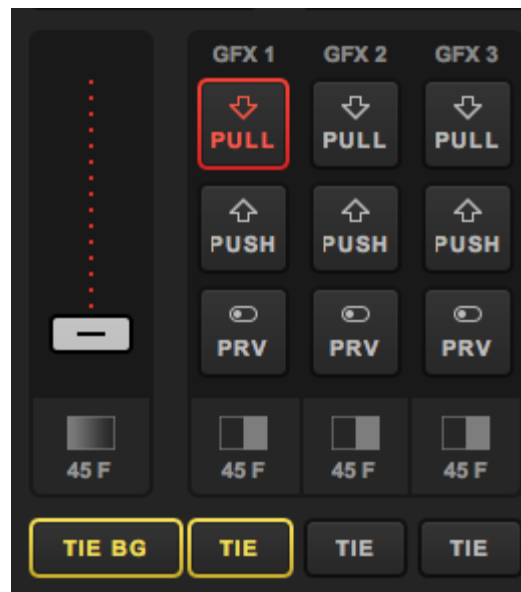 GFX 1 GFX 2 GFX 3
PULL PULL PULL
PUSH PUSH PUSH
PRV PRV PRV
45 F 45 F 45 F 45 F
TIE BG TIE TIE TIE